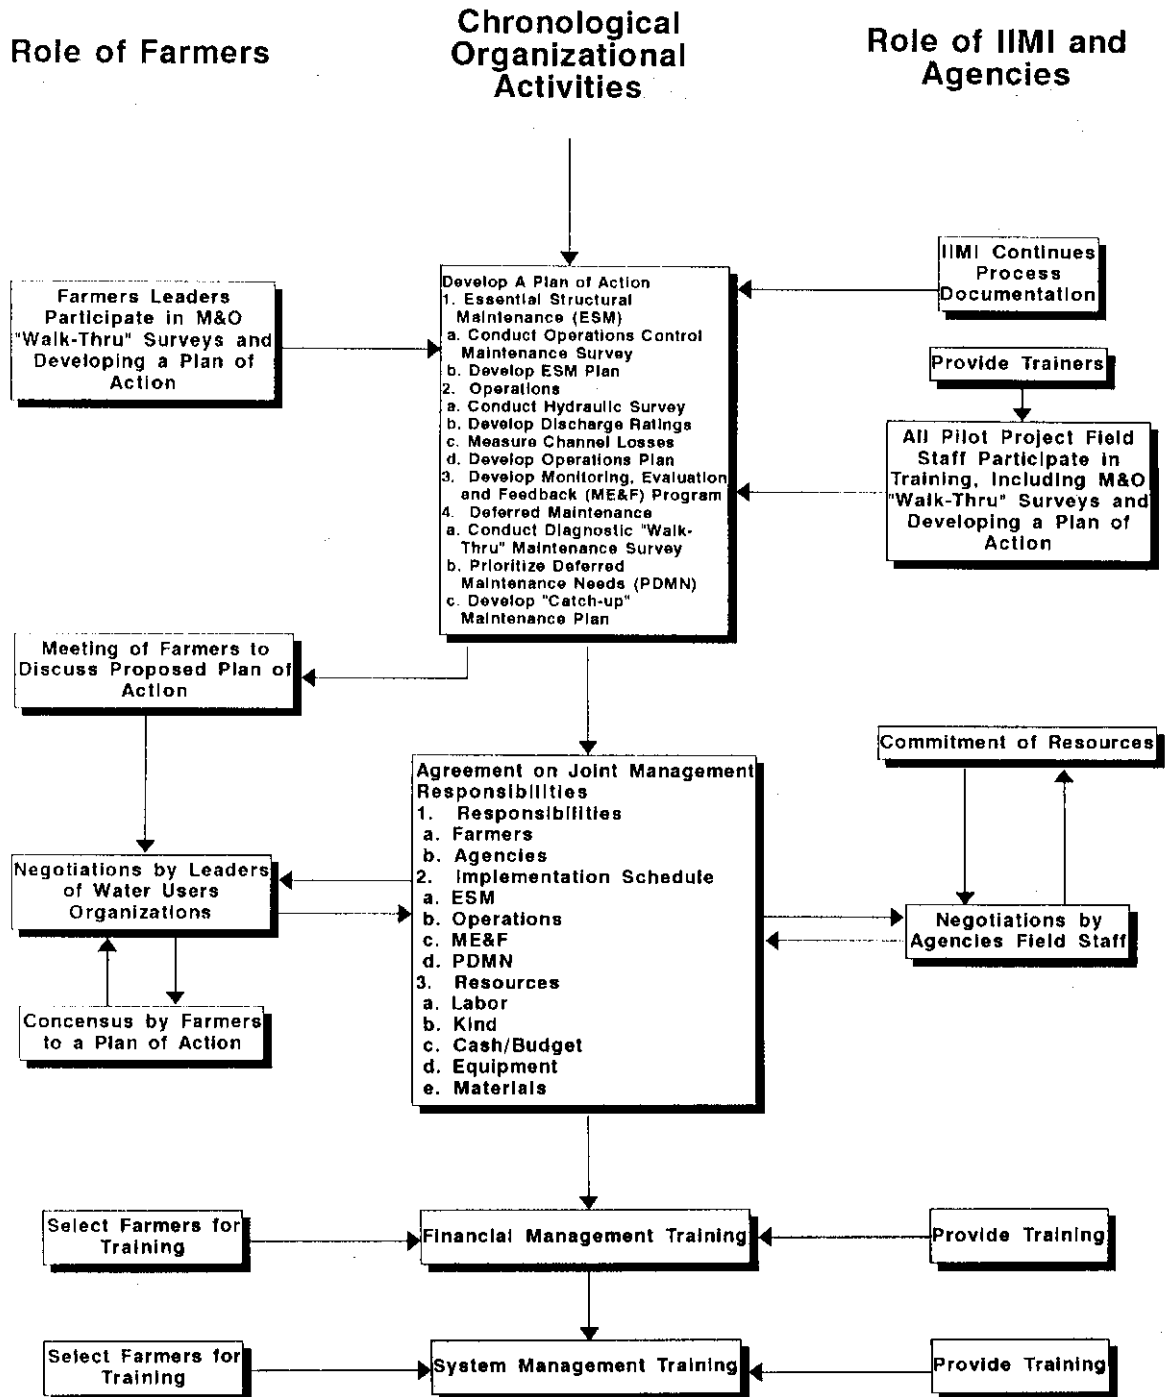 Role of Farmers
Chronological
Organizational
Activities
Role of IIMI and
Agencies
IIMI Continues
Process
Documentation
Farmers Leaders
Participate in M&O
"Walk-Thru" Surveys and
Developing a Plan of
Action
Develop A Plan of Action
1. Essential Structural
Maintenance (ESM)
a. Conduct Operations Control
Maintenance Survey
b. Develop ESM Plan
2. Operations
a. Conduct Hydraulic Survey
b. Develop Discharge Ratings
c. Measure Channel Losses
d. Develop Operations Plan
3. Develop Monitoring, Evaluation
and Feedback (ME&F) Program
4. Deferred Maintenance
a. Conduct Diagnostic "Walk-
Thru" Maintenance Survey
b. Prioritize Deferred
Maintenance Needs (PDMN)
c. Develop "Catch-up"
Maintenance Plan
Provide Trainers
All Pilot Project Field
Staff Participate in
Training, Including M&O
"Walk-Thru" Surveys and
Developing a Plan of
Action
Meeting of Farmers to
Discuss Proposed Plan of
Action
Commitment of Resources
Agreement on Joint Management
Responsibilities
1. Responsibilities
a. Farmers
b. Agencies
2. Implementation Schedule
a. ESM
b. Operations
c. ME&F
d. PDMN
3. Resources
a. Labor
b. Kind
c. Cash/Budget
d. Equipment
e. Materials
Negotiations by Leaders
of Water Users
Organizations
Negotiations by
Agencies Field Staff
Concensus by Farmers
to a Plan of Action
Select Farmers for
Training
Financial Management Training
Provide Training
Select Farmers for
Training
System Management Training
Provide Training